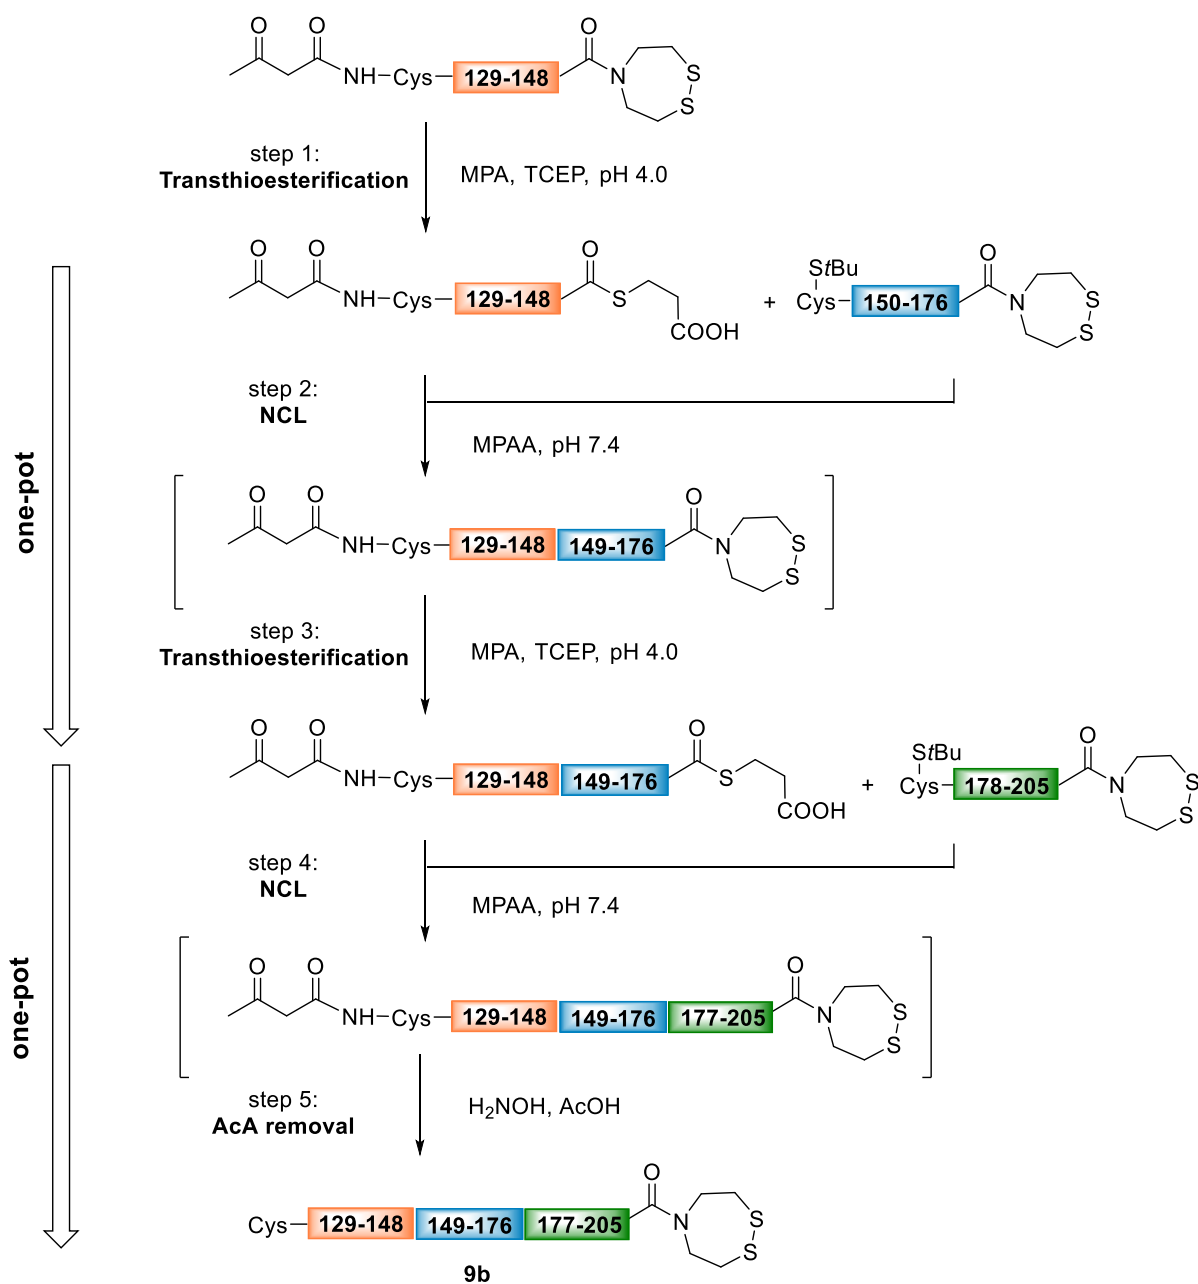 O O
NH Cys 129-148 O N S S
step 1:
Transthioesterification
MPA, TCEP, pH 4.0
O O
NH Cys 129-148 O S COOH
+
StBu
Cys 150-176 O N S S
step 2:
NCL
MPAA, pH 7.4
one-pot
O O
NH Cys 129-148 149-176 O N S S
step 3:
Transthioesterification
MPA, TCEP, pH 4.0
O O
NH Cys 129-148 149-176 O S COOH
+
StBu
Cys 178-205 O N S S
step 4:
NCL
MPAA, pH 7.4
one-pot
O O
NH Cys 129-148 149-176 177-205 O N S S
step 5:
AcA removal
H₂NOH, AcOH
Cys 129-148 149-176 177-205 O N S S
9b